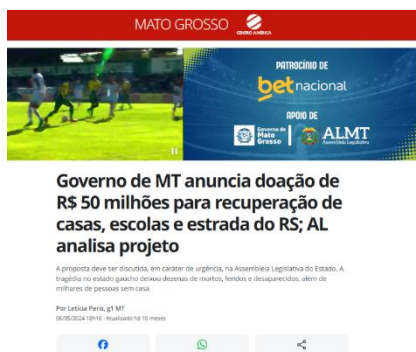 MATO GROSSO
CENTRO AMÉRICA
PATROCÍNIO DE
betnacional
APOIO DE
Governo de
Mato
Grosso
ALMT
Assembleia Legislativa
Governo de MT anuncia doação de
R$ 50 milhões para recuperação de
casas, escolas e estrada do RS; AL
analisa projeto
A proposta deve ser discutida, em caráter de urgência, na Assembleia Legislativa do Estado. A
tragédia no estado gaúcho deixou dezenas de mortos, feridos e desaparecidos, além de
milhares de pessoas sem casa.
Por Letícia Paris, g1 MT
06/05/2024 10h16 · Atualizado há 10 meses